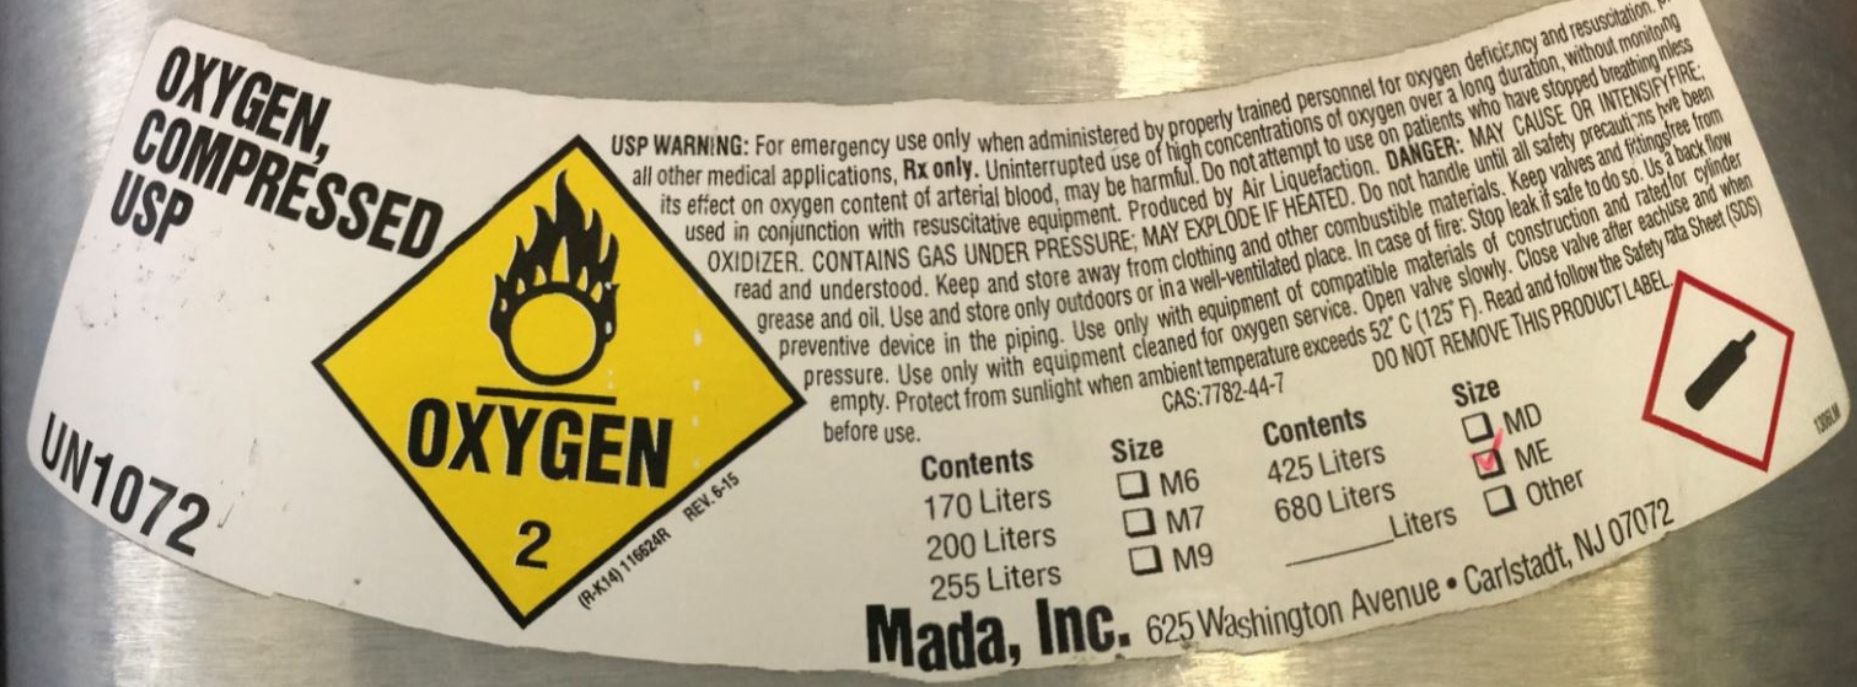 OXYGEN,
COMPRESSED
USP
UN1072
OXYGEN
2
(R-K14) 116624R REV. 6-15
USP WARNING: For emergency use only when administered by properly trained personnel for oxygen deficiency and resuscitation.
all other medical applications, Rx only. Uninterrupted use of high concentrations of oxygen over a long duration, without monitoring
its effect on oxygen content of arterial blood, may be harmful. Do not attempt to use on patients who have stopped breathing unless
used in conjunction with resuscitative equipment. Produced by Air Liquefaction. DANGER: MAY CAUSE OR INTENSIFY FIRE;
OXIDIZER. CONTAINS GAS UNDER PRESSURE; MAY EXPLODE IF HEATED. Do not handle until all safety precautions have been
read and understood. Keep and store away from clothing and other combustible materials. Keep valves and fittings free from
grease and oil. Use and store only outdoors or in a well-ventilated place. In case of fire: Stop leak if safe to do so. Us a back flow
preventive device in the piping. Use only with equipment of compatible materials of construction and rated for cylinder
pressure. Use only with equipment cleaned for oxygen service. Open valve slowly. Close valve after each use and when
empty. Protect from sunlight when ambient temperature exceeds 52° C (125° F). Read and follow the Safety Data Sheet (SDS)
before use. CAS:7782-44-7 DO NOT REMOVE THIS PRODUCT LABEL.
Contents Size Contents Size
170 Liters M6 425 Liters MD
200 Liters M7 680 Liters ME
255 Liters M9 ______Liters Other
Mada, Inc. 625 Washington Avenue • Carlstadt, NJ 07072